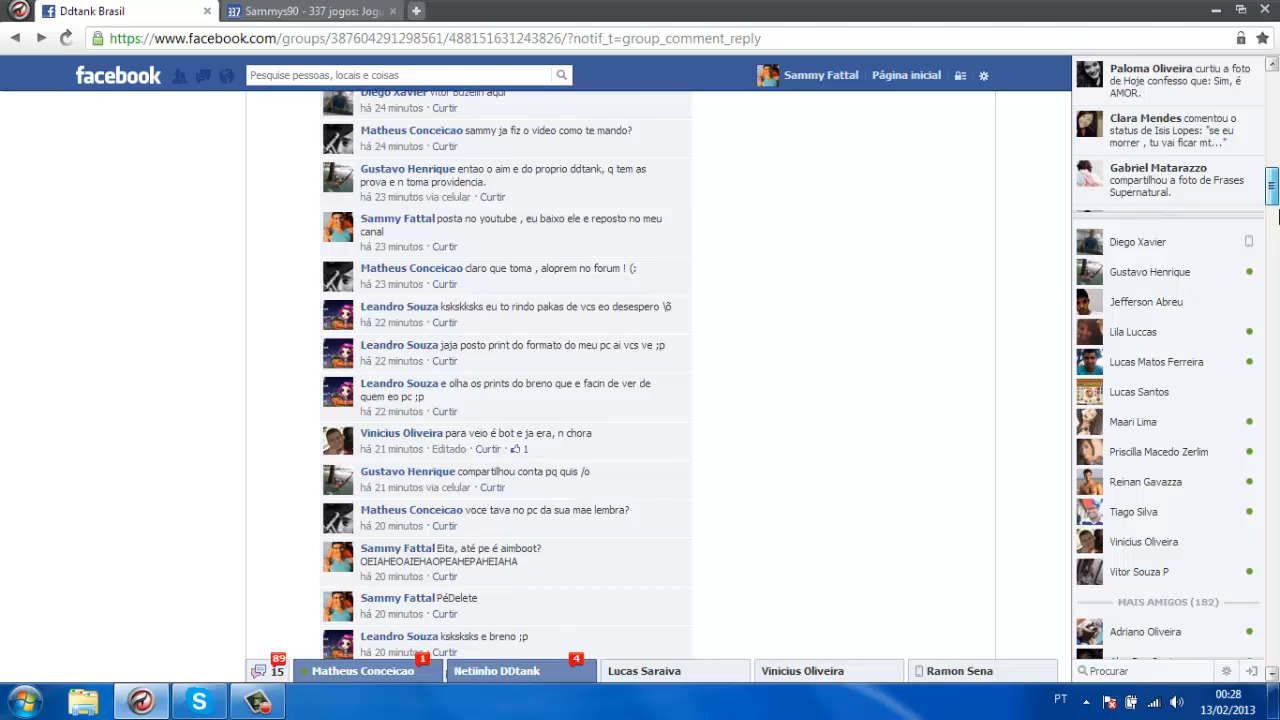 Ddtank Brasil
Sammys90 - 337 jogos: Jogu
https://www.facebook.com/groups/387604291298561/488151631243826/?notif_t=group_comment_reply
facebook
Pesquise pessoas, locais e coisas
Sammy Fattal
Página inicial
Diego Xavier vitor buzelin aqui
há 24 minutos · Curtir
Matheus Conceicao sammy ja fiz o video como te mando?
há 24 minutos · Curtir
Gustavo Henrique entao o aim e do proprio ddtank, q tem as
prova e n toma providencia.
há 23 minutos via celular · Curtir
Sammy Fattal posta no youtube , eu baixo ele e reposto no meu
canal
há 23 minutos · Curtir
Matheus Conceicao claro que toma , aloprem no forum ! (:
há 23 minutos · Curtir
Leandro Souza ksksksksks eu to rindo pakas de vcs eo desespero \õ
há 22 minutos · Curtir
Leandro Souza jaja posto print do formato do meu pc ai vcs ve ;p
há 22 minutos · Curtir
Leandro Souza e olha os prints do breno que e facin de ver de
quem eo pc ;p
há 22 minutos · Curtir
Vinicius Oliveira para veio é bot e ja era, n chora
há 21 minutos · Editado · Curtir · 1
Gustavo Henrique compartilhou conta pq quis /o
há 21 minutos via celular · Curtir
Matheus Conceicao voce tava no pc da sua mae lembra?
há 20 minutos · Curtir
Sammy Fattal Eita, até pe é aimboot?
OEIAHEOAIEHAOPEAHEPAHEIAHA
há 20 minutos · Curtir
Sammy Fattal PéDelete
há 20 minutos · Curtir
Leandro Souza ksksksks e breno ;p
há 20 minutos · Curtir
Paloma Oliveira curtiu a foto
de Hoje confesso que: Sim, é
AMOR.
Clara Mendes comentou o
status de Isis Lopes: "se eu
morrer , tu vai ficar mt..."
Gabriel Matarazzo
compartilhou a foto de Frases
Supernatural.
Diego Xavier
Gustavo Henrique
Jefferson Abreu
Lila Luccas
Lucas Matos Ferreira
Lucas Santos
Maari Lima
Priscilla Macedo Zerlim
Reinan Gavazza
Tiago Silva
Vinicius Oliveira
Vitor Souza P
MAIS AMIGOS (182)
Adriano Oliveira
Procurar
89
15
Matheus Conceicao
1
Netiinho DDtank
4
Lucas Saraiva
Vinicius Oliveira
Ramon Sena
PT
00:28
13/02/2013